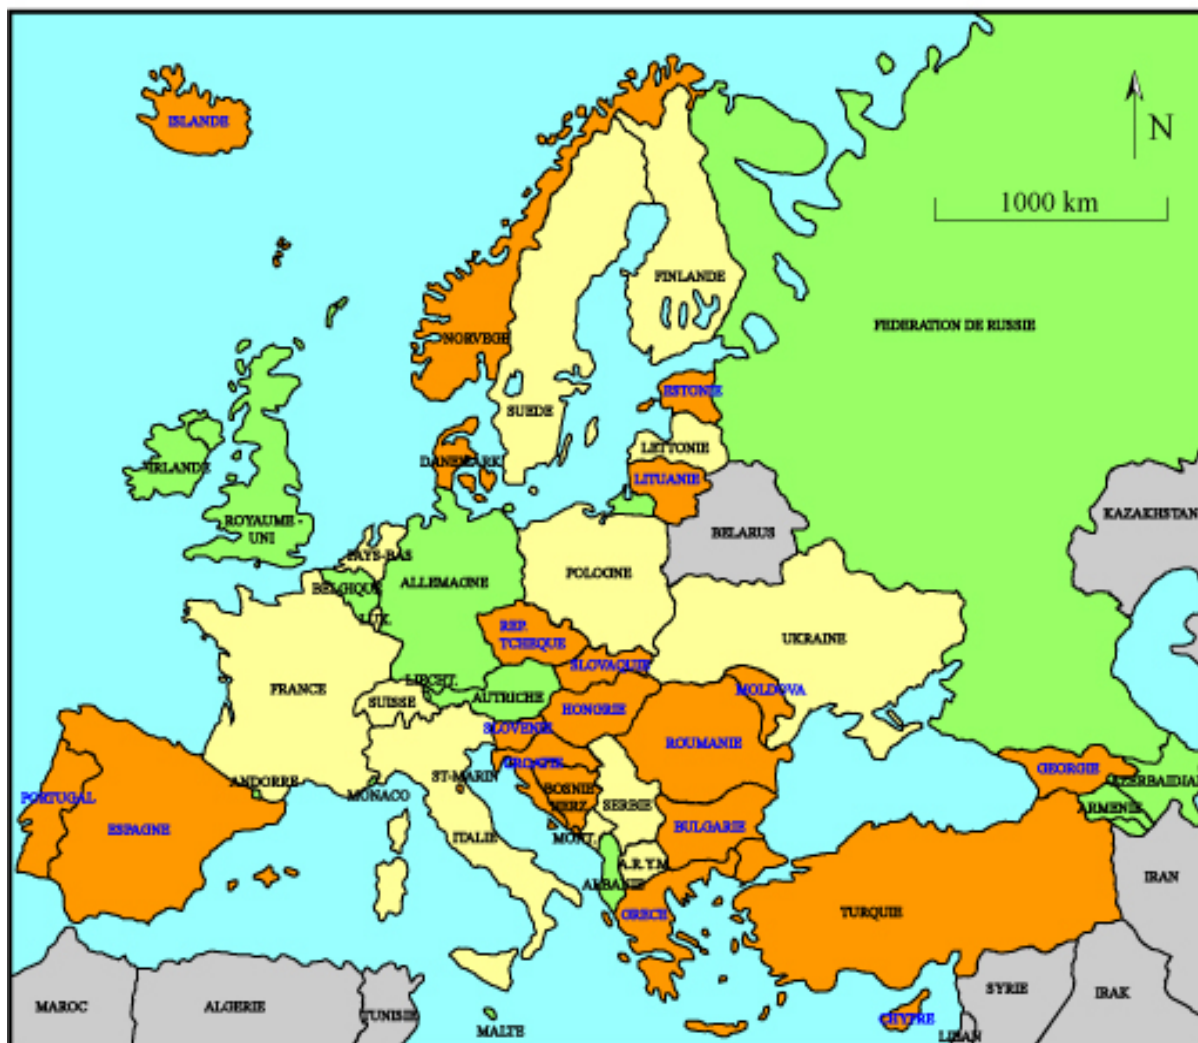 ISLANDE
N
1000 km
FINLANDE
FEDERATION DE RUSSIE
NORVEGE
ESTONIE
SUEDE
LETTONIE
DANEMARK
IRLANDE
LITUANIE
KAZAKHSTAN
ROYAUME-
UNI
BELARUS
PAYS-BAS
POLOGNE
ALLEMAGNE
BELGIQUE
LUX.
REP.
TCHEQUE
UKRAINE
SLOVAQUIE
LIECHT.
FRANCE
MOLDOVA
SUISSE
AUTRICHE
HONGRIE
SLOVENIE
ROUMANIE
CROATIE
GEORGIE
ST-MARIN
ANDORRE
AZERBAIDJAN
BOSNIE
HERZ.
MONACO
PORTUGAL
SERBIE
ARMENIE
ESPAGNE
BULGARIE
ITALIE
MONT.
A.R.Y.M
IRAN
ALBANIE
GRECE
TURQUIE
SYRIE
IRAK
MAROC
ALGERIE
TUNISIE
CHYPRE
MALTE
LIBAN